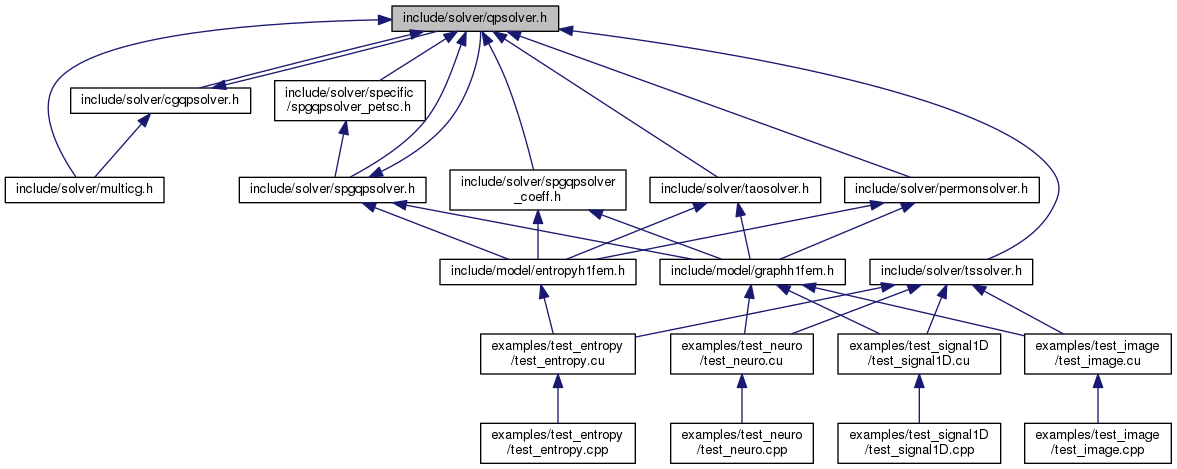 include/solver/qpsolver.h
include/solver/cgqpsolver.h
include/solver/specific
/spgqpsolver_petsc.h
include/solver/multicg.h
include/solver/spgqpsolver.h
include/solver/spgqpsolver
_coeff.h
include/solver/taosolver.h
include/solver/permonsolver.h
include/model/entropyh1fem.h
include/model/graphh1fem.h
include/solver/tssolver.h
examples/test_entropy
/test_entropy.cu
examples/test_neuro
/test_neuro.cu
examples/test_signal1D
/test_signal1D.cu
examples/test_image
/test_image.cu
examples/test_entropy
/test_entropy.cpp
examples/test_neuro
/test_neuro.cpp
examples/test_signal1D
/test_signal1D.cpp
examples/test_image
/test_image.cpp